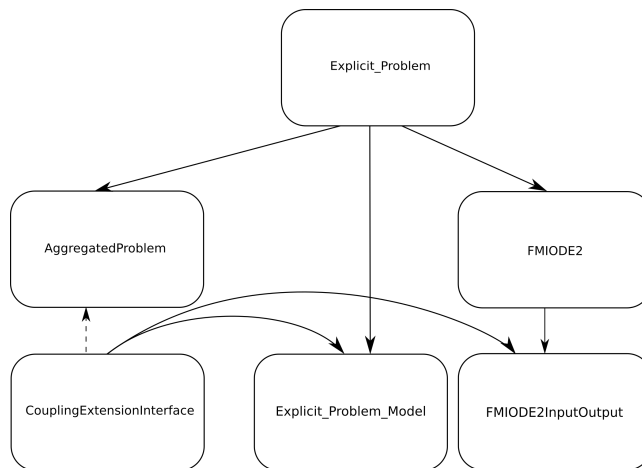 Explicit_Problem
AggregatedProblem
FMIODE2
CouplingExtensionInterface
Explicit_Problem_Model
FMIODE2InputOutput